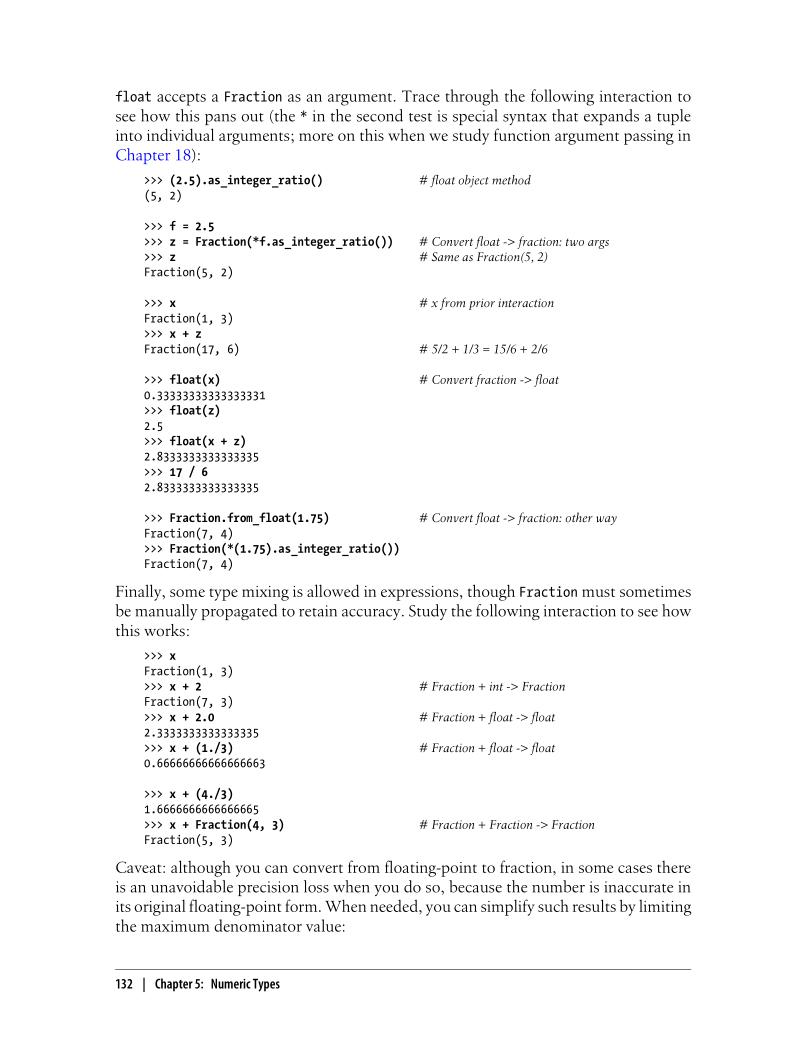 float accepts a Fraction as an argument. Trace through the following interaction to
see how this pans out (the * in the second test is special syntax that expands a tuple
into individual arguments; more on this when we study function argument passing in
Chapter 18):
>>> (2.5).as_integer_ratio() # float object method
(5, 2)
>>> f = 2.5
>>> z = Fraction(*f.as_integer_ratio()) # Convert float -> fraction: two args
>>> z # Same as Fraction(5, 2)
Fraction(5, 2)
>>> x # x from prior interaction
Fraction(1, 3)
>>> x + z
Fraction(17, 6) # 5/2 + 1/3 = 15/6 + 2/6
>>> float(x) # Convert fraction -> float
0.33333333333333331
>>> float(z)
2.5
>>> float(x + z)
2.8333333333333335
>>> 17 / 6
2.8333333333333335
>>> Fraction.from_float(1.75) # Convert float -> fraction: other way
Fraction(7, 4)
>>> Fraction(*(1.75).as_integer_ratio())
Fraction(7, 4)
Finally, some type mixing is allowed in expressions, though Fraction must sometimes
be manually propagated to retain accuracy. Study the following interaction to see how
this works:
>>> x
Fraction(1, 3)
>>> x + 2 # Fraction + int -> Fraction
Fraction(7, 3)
>>> x + 2.0 # Fraction + float -> float
2.3333333333333335
>>> x + (1./3) # Fraction + float -> float
0.66666666666666663
>>> x + (4./3)
1.6666666666666665
>>> x + Fraction(4, 3) # Fraction + Fraction -> Fraction
Fraction(5, 3)
Caveat: although you can convert from floating-point to fraction, in some cases there
is an unavoidable precision loss when you do so, because the number is inaccurate in
its original floating-point form. When needed, you can simplify such results by limiting
the maximum denominator value:
132 | Chapter 5: Numeric Types